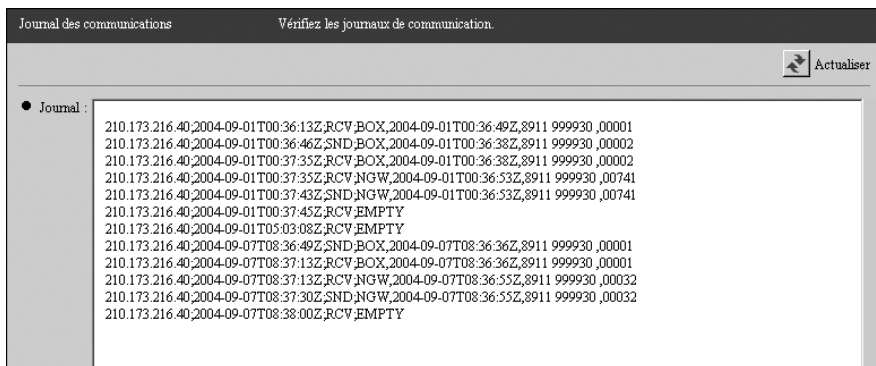 Journal des communications Vérifiez les journaux de communication.
Actualiser
Journal :
210.173.216.40;2004-09-01T00:36:13Z;RCV;BOX,2004-09-01T00:36:49Z,8911 999930 ,00001
210.173.216.40;2004-09-01T00:36:46Z;SND;BOX,2004-09-01T00:36:38Z,8911 999930 ,00002
210.173.216.40;2004-09-01T00:37:35Z;RCV;BOX,2004-09-01T00:36:38Z,8911 999930 ,00002
210.173.216.40;2004-09-01T00:37:35Z;RCV;NGW,2004-09-01T00:36:53Z,8911 999930 ,00741
210.173.216.40;2004-09-01T00:37:43Z;SND;NGW,2004-09-01T00:36:53Z,8911 999930 ,00741
210.173.216.40;2004-09-01T00:37:45Z;RCV;EMPTY
210.173.216.40;2004-09-01T05:03:08Z;RCV;EMPTY
210.173.216.40;2004-09-07T08:36:49Z;SND;BOX,2004-09-07T08:36:36Z,8911 999930 ,00001
210.173.216.40;2004-09-07T08:37:13Z;RCV;BOX,2004-09-07T08:36:36Z,8911 999930 ,00001
210.173.216.40;2004-09-07T08:37:13Z;RCV;NGW,2004-09-07T08:36:55Z,8911 999930 ,00032
210.173.216.40;2004-09-07T08:37:30Z;SND;NGW,2004-09-07T08:36:55Z,8911 999930 ,00032
210.173.216.40;2004-09-07T08:38:00Z;RCV;EMPTY